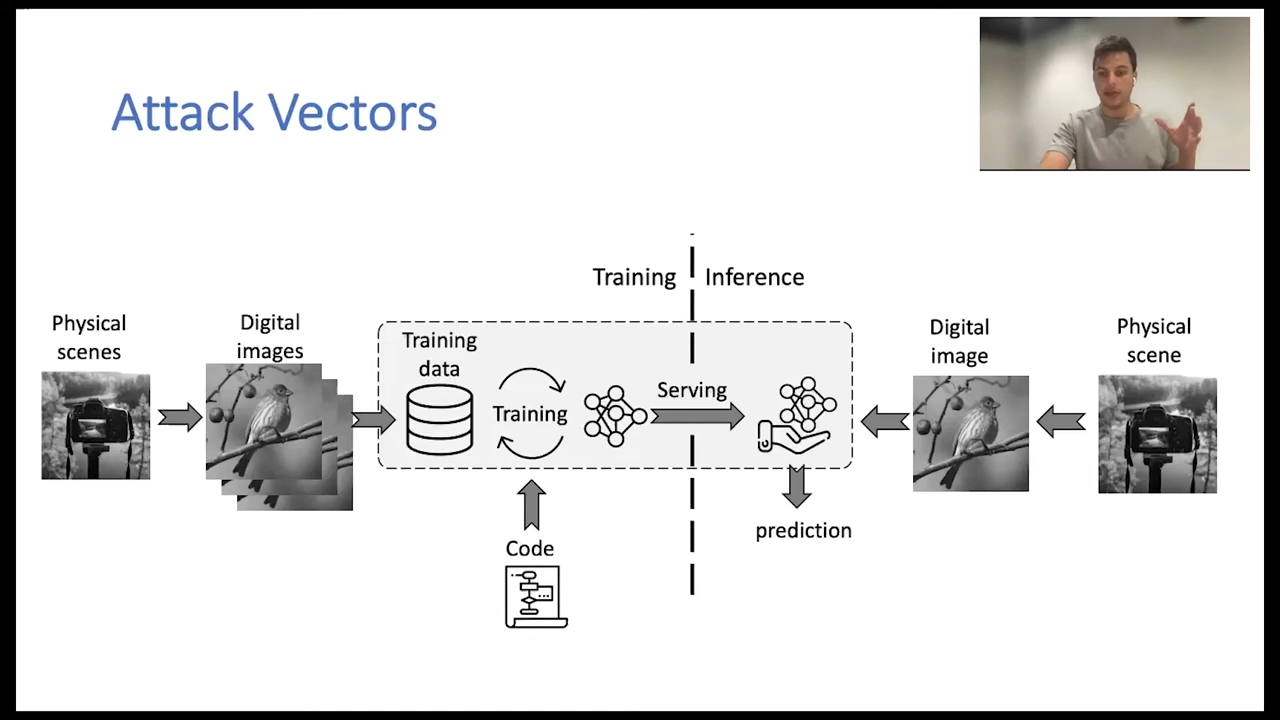 Attack Vectors
Training
Inference
Physical
scenes
Digital
images
Training
data
Training
Serving
Digital
image
Physical
scene
prediction
Code